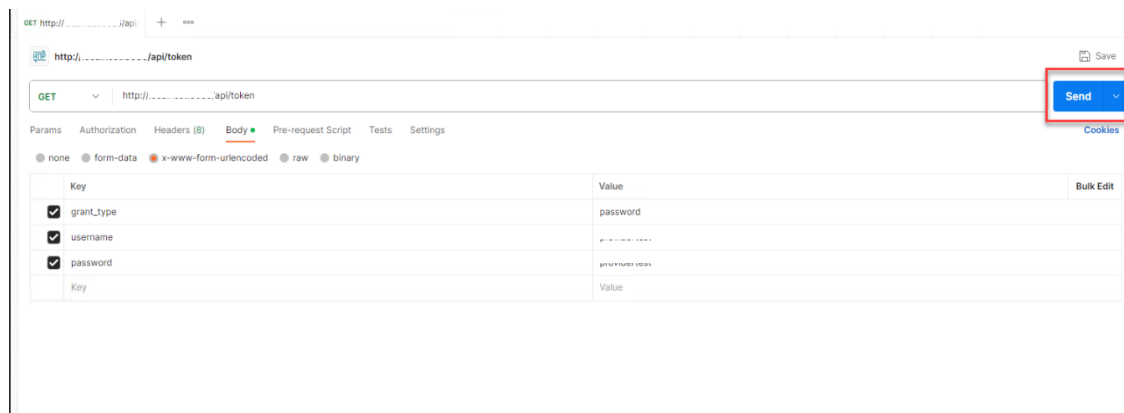 GET http:// /api
http:// /api/token
Save
GET http:// /api/token
Send
Params Authorization Headers (8) Body Pre-request Script Tests Settings
Cookies
none form-data x-www-form-urlencoded raw binary
Key Value Bulk Edit
grant_type password
username
password
Key Value